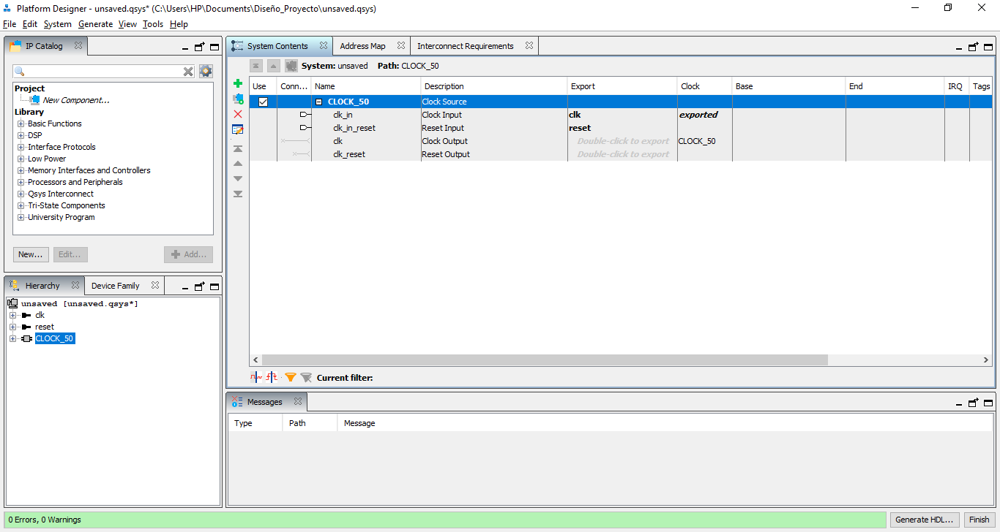 Platform Designer - unsaved.qsys* (C:\Users\HP\Documents\Diseño_Proyecto\unsaved.qsys)
File Edit System Generate View Tools Help
IP Catalog
Project
New Component...
Library
Basic Functions
DSP
Interface Protocols
Low Power
Memory Interfaces and Controllers
Processors and Peripherals
Qsys Interconnect
Tri-State Components
University Program
New... Edit... Add...
Hierarchy Device Family
unsaved [unsaved.qsys*]
clk
reset
CLOCK_50
System Contents Address Map Interconnect Requirements
System: unsaved Path: CLOCK_50
Use Conn... Name Description Export Clock Base End IRQ Tags
CLOCK_50 Clock Source
clk_in Clock Input clk exported
clk_in_reset Reset Input reset
clk Clock Output Double-click to export CLOCK_50
clk_reset Reset Output Double-click to export
Current filter:
Messages
Type Path Message
0 Errors, 0 Warnings
Generate HDL... Finish